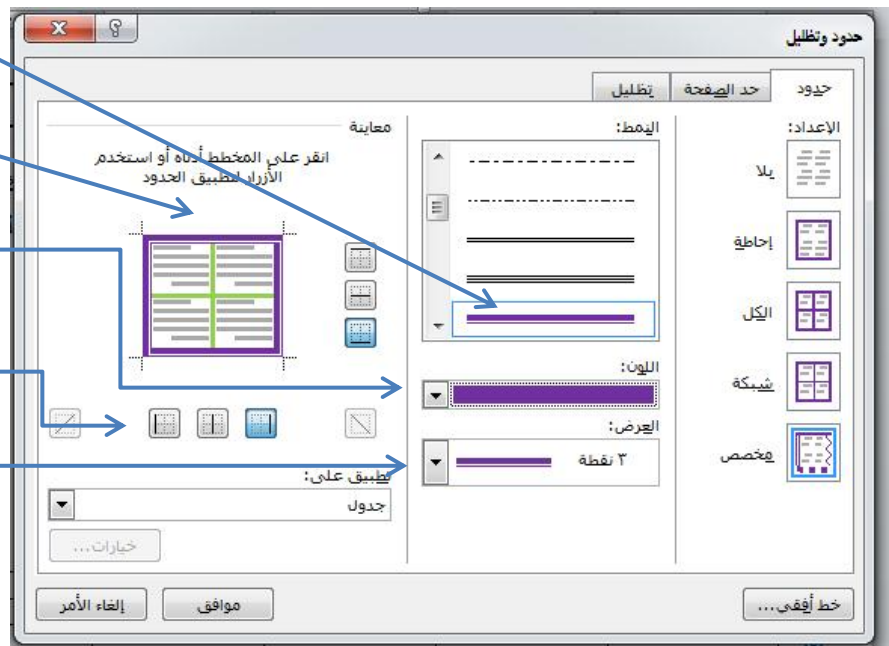 حدود وتظليل
حدود
حد الصفحة
تظليل
الإعداد:
بلا
إحاطة
الكل
شبكة
مخصص
النمط:
اللون:
العرض:
٣ نقطة
معاينة
انقر على المخطط أدناه أو استخدم
الأزرار لتطبيق الحدود
تطبيق على:
جدول
خيارات...
خط أفقي...
موافق
إلغاء الأمر